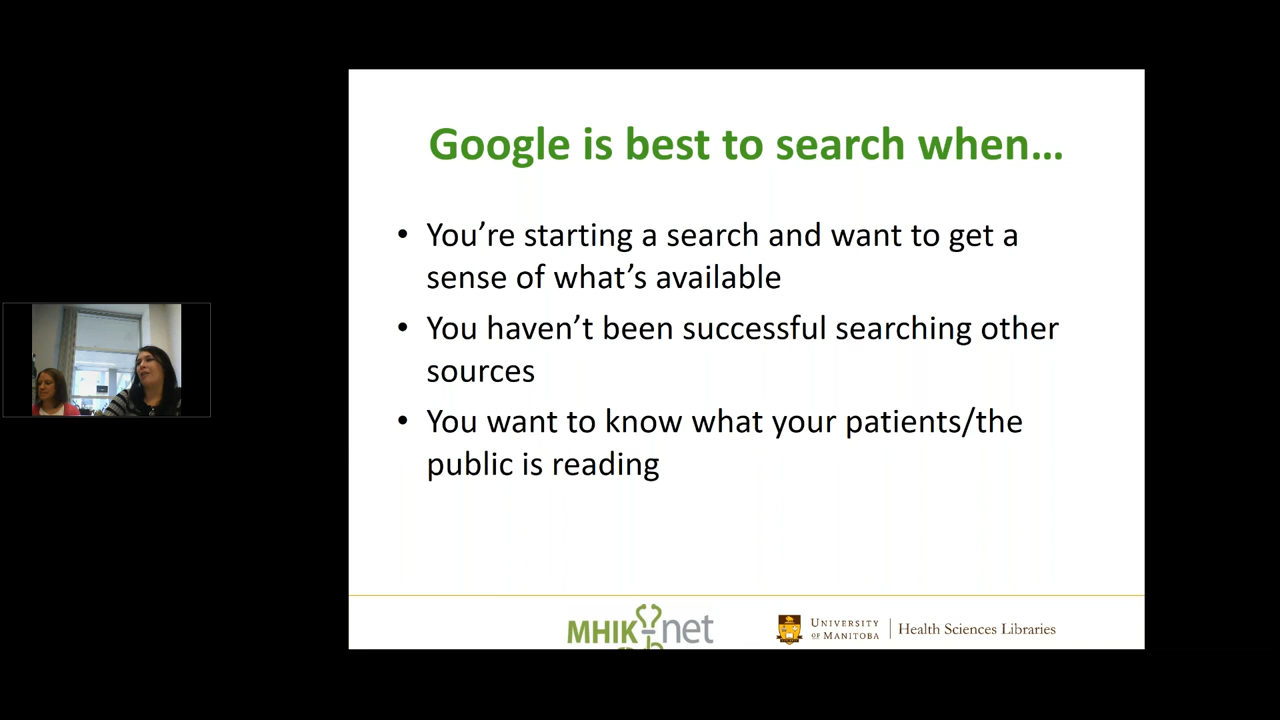 Google is best to search when…
• You’re starting a search and want to get a
sense of what’s available
• You haven’t been successful searching other
sources
• You want to know what your patients/the
public is reading
MHIK-net
UNIVERSITY
OF MANITOBA
Health Sciences Libraries